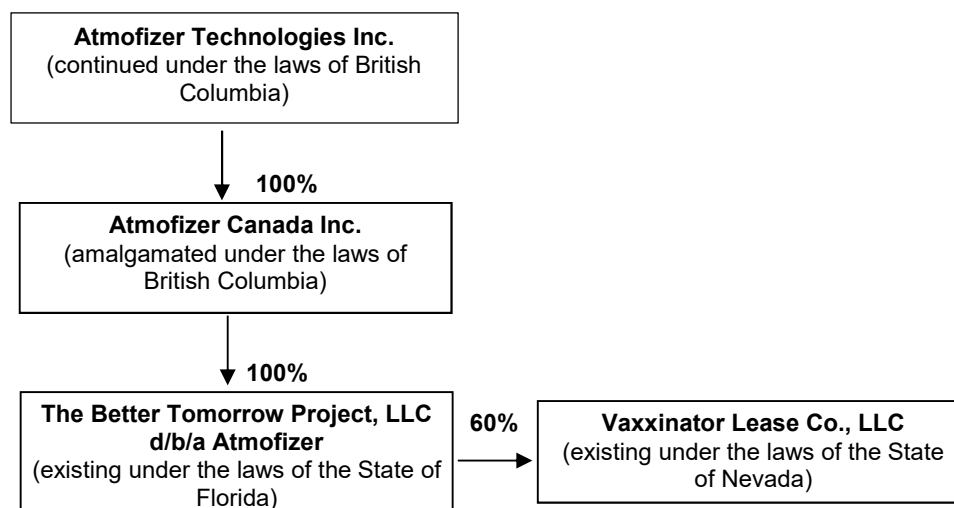 Atmofizer Technologies Inc.
(continued under the laws of British
Columbia)
100%
Atmofizer Canada Inc.
(amalgamated under the laws of
British Columbia)
100%
The Better Tomorrow Project, LLC
d/b/a Atmofizer
(existing under the laws of the State of
Florida)
60%
Vaxxinator Lease Co., LLC
(existing under the laws of the State
of Nevada)